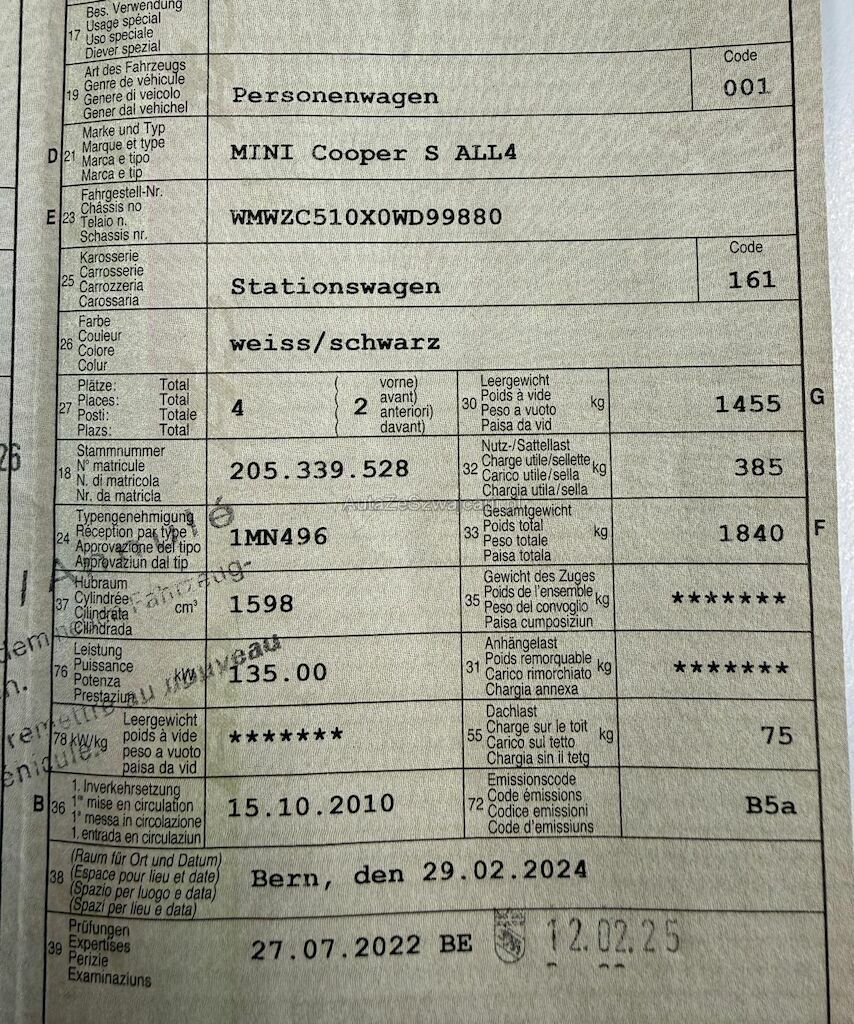 Bes. Verwendung
Usage spécial
17 Uso speciale
Diever spezial
Art des Fahrzeugs
Genre de véhicule
19 Genere di veicolo
Gener dal vehichel
Personenwagen
Code
001
D 21 Marke und Typ
Marque et type
Marca e tipo
Marca e tip
MINI Cooper S ALL4
E 23 Fahrgestell-Nr.
Châssis no
Telaio n.
Schassis nr.
WMWZC510X0WD99880
25 Karosserie
Carrosserie
Carrozzeria
Carossaria
Stationswagen
Code
161
26 Farbe
Couleur
Colore
Colur
weiss/schwarz
27 Plätze: Total
Places: Total
Posti: Totale
Plazs: Total
4
2
vorne)
avant)
anteriori)
davant)
30 Leergewicht
Poids à vide
Peso a vuoto
Paisa da vid
kg
1455 G
26
18 Stammnummer
N° matricule
N. di matricola
Nr. da matricla
205.339.528
32 Nutz-/Sattellast
Charge utile/sellette
Carico utile/sella
Chargia utila/sella
kg
385
24 Typengenehmigung
Réception par type
Approvazione del tipo
Approvaziun dal tip
1MN496
33 Gesamtgewicht
Poids total
Peso totale
Paisa totala
kg
1840 F
Annulé
37 Hubraum
Cylindrée
Cilindrata
Cilindrada
cm³
1598
35 Gewicht des Zuges
Poids de l'ensemble
Peso del convoglio
Paisa cumposiziun
kg
*******
76 Leistung
Puissance
Potenza
Prestaziun
kW
135.00
31 Anhängelast
Poids remorquable
Carico rimorchiato
Chargia annexa
kg
*******
remettre au nouveau
78 kW/kg
Leergewicht
poids à vide
peso a vuoto
paisa da vid
*******
55 Dachlast
Charge sur le toit
Carico sul tetto
Chargia sin il tetg
kg
75
B 36 1. Inverkehrsetzung
1re mise en circulation
1a messa in circolazione
1. entrada en circulaziun
15.10.2010
72 Emissionscode
Code émissions
Codice emissioni
Code d'emissiuns
B5a
38 (Raum für Ort und Datum)
(Espace pour lieu et date)
(Spazio per luogo e data)
(Spazi per lieu e data)
Bern, den 29.02.2024
39 Prüfungen
Expertises
Perizie
Examinaziuns
27.07.2022 BE
12.02.25